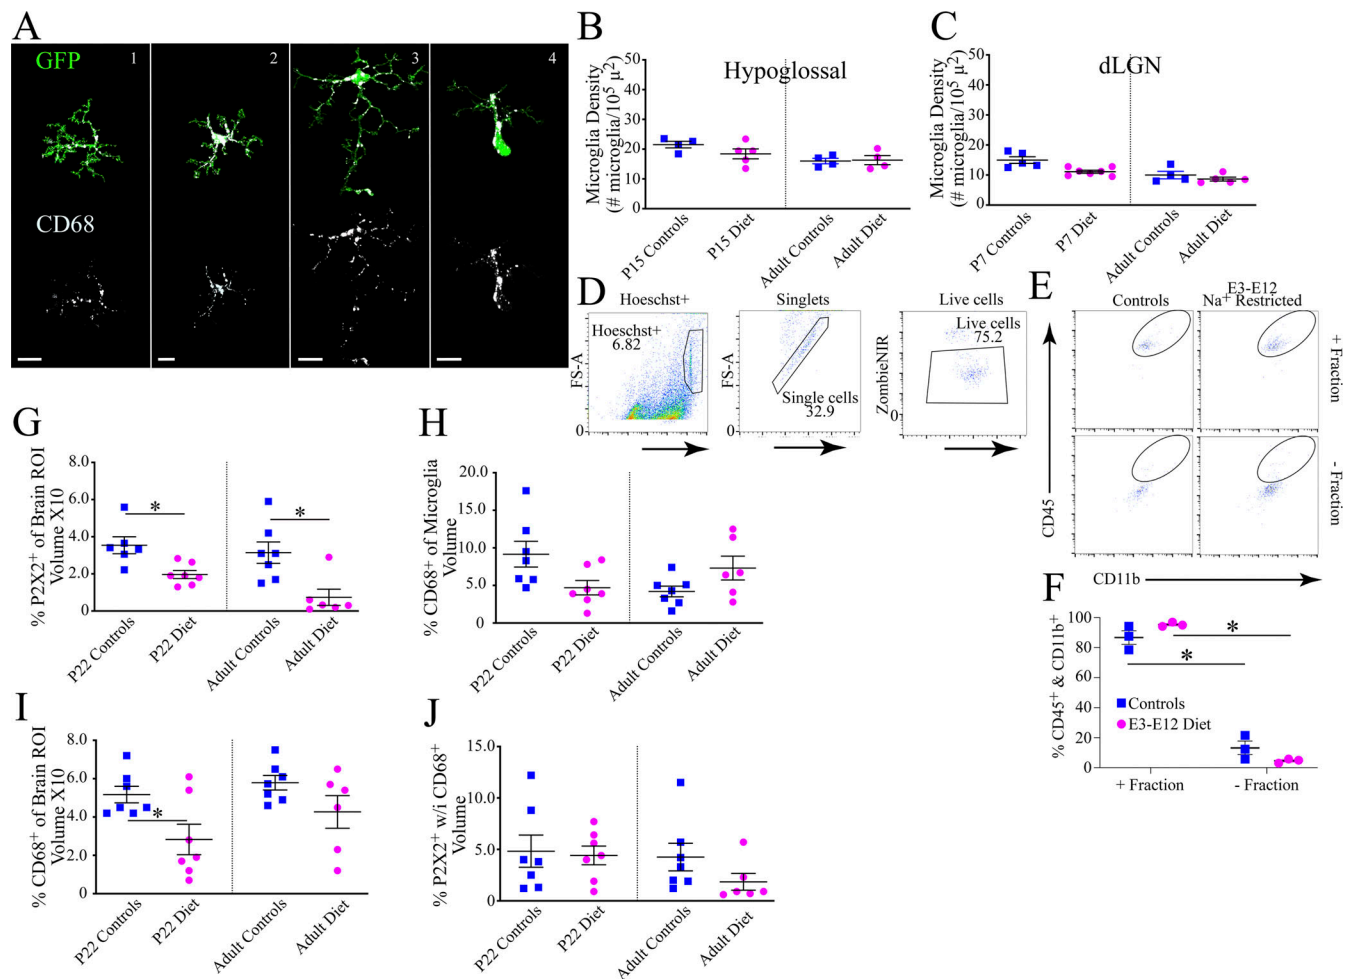 A
GFP
1
2
3
4
CD68
B
Hypoglossal
Microglia Density
(# microglia/10⁵ µ²)
50
40
30
20
10
0
P15 Controls
P15 Diet
Adult Controls
Adult Diet
C
dLGN
Microglia Density
(# microglia/10⁵ µ²)
50
40
30
20
10
0
P7 Controls
P7 Diet
Adult Controls
Adult Diet
D
Hoeschst+
Hoeschst+
6.82
FS-A
0
Singlets
Single cells
32.9
FS-A
0
Live cells
Live cells
75.2
ZombieNIR
0
E
Controls
E3-E12
Na⁺ Restricted
+ Fraction
- Fraction
CD45
CD11b
F
% CD45⁺ & CD11b⁺
100
80
60
40
20
0
*
*
Controls
E3-E12 Diet
+ Fraction
- Fraction
G
% P2X2⁺ of Brain ROI
Volume X10
8.0
6.0
4.0
2.0
0
*
*
P22 Controls
P22 Diet
Adult Controls
Adult Diet
H
% CD68⁺ of Microglia
Volume
20.0
15.0
10.0
5.0
0
P22 Controls
P22 Diet
Adult Controls
Adult Diet
I
% CD68⁺ of Brain ROI
Volume X10
8.0
6.0
4.0
2.0
0
*
P22 Controls
P22 Diet
Adult Controls
Adult Diet
J
% P2X2⁺ w/i CD68⁺
Volume
15.0
10.0
5.0
0
P22 Controls
P22 Diet
Adult Controls
Adult Diet